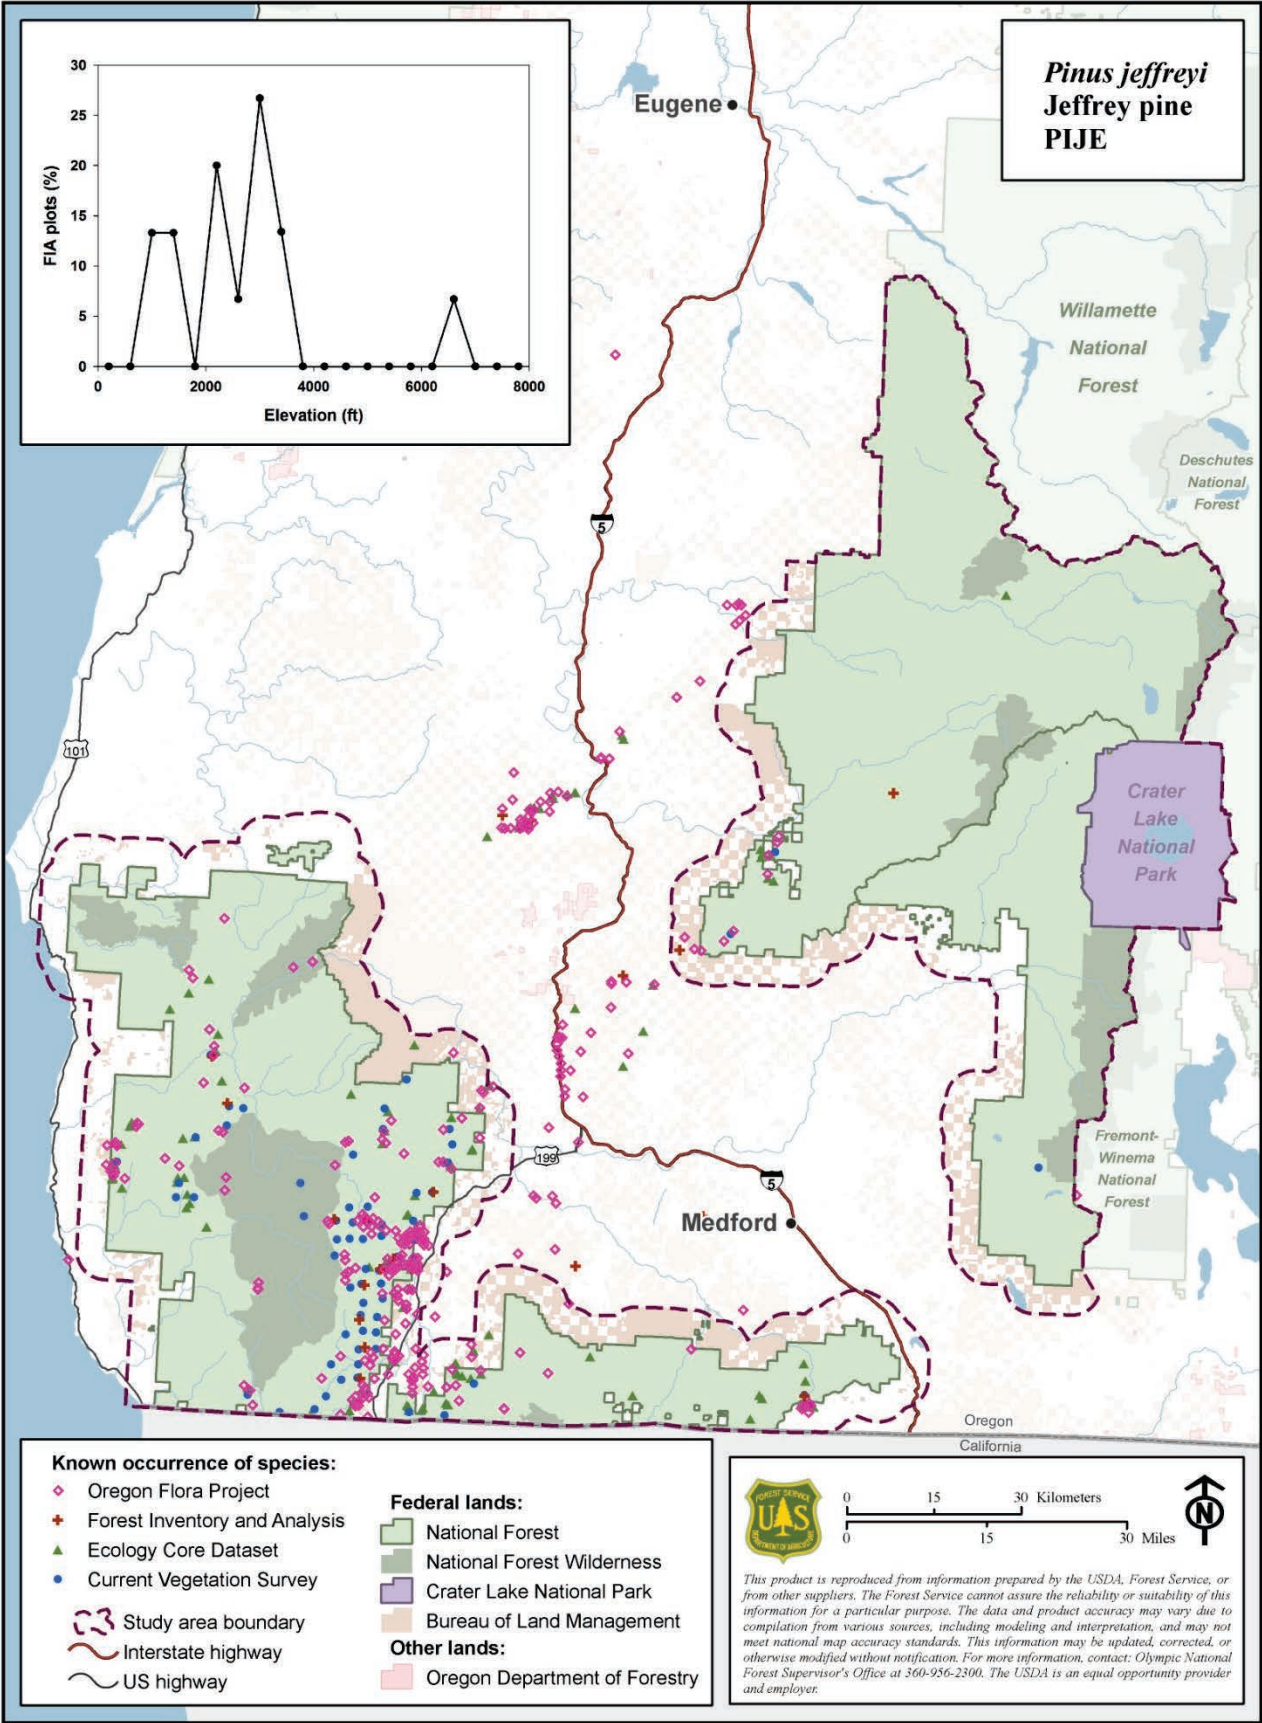 30
25
20
15
10
5
0
FIA plots (%)
0 2000 4000 6000 8000
Elevation (ft)
Pinus jeffreyi
Jeffrey pine
PIJE
Eugene
Willamette
National
Forest
Deschutes
National
Forest
5
101
Crater
Lake
National
Park
199
Fremont-
Winema
National
Forest
5
Medford
Oregon
California
Known occurrence of species:
Oregon Flora Project
Forest Inventory and Analysis
Ecology Core Dataset
Current Vegetation Survey
Study area boundary
Interstate highway
US highway
Federal lands:
National Forest
National Forest Wilderness
Crater Lake National Park
Bureau of Land Management
Other lands:
Oregon Department of Forestry
FOREST SERVICE
U S
DEPARTMENT OF AGRICULTURE
0 15 30 Kilometers
0 15 30 Miles
N
This product is reproduced from information prepared by the USDA, Forest Service, or
from other suppliers. The Forest Service cannot assure the reliability or suitability of this
information for a particular purpose. The data and product accuracy may vary due to
compilation from various sources, including modeling and interpretation, and may not
meet national map accuracy standards. This information may be updated, corrected, or
otherwise modified without notification. For more information, contact: Olympic National
Forest Supervisor's Office at 360-956-2300. The USDA is an equal opportunity provider
and employer.